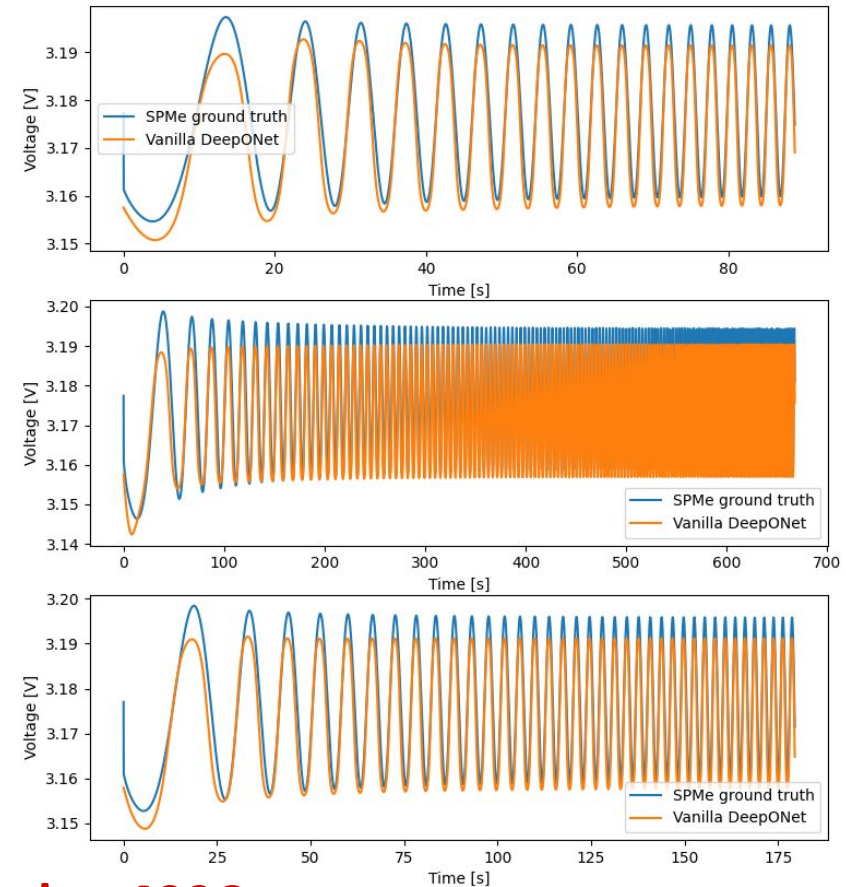 3.19
3.18
3.17
3.16
3.15
Voltage [V]
SPMe ground truth
Vanilla DeepONet
0 20 40 60 80
Time [s]
3.20
3.19
3.18
3.17
3.16
3.15
3.14
Voltage [V]
SPMe ground truth
Vanilla DeepONet
0 100 200 300 400 500 600 700
Time [s]
3.20
3.19
3.18
3.17
3.16
3.15
Voltage [V]
SPMe ground truth
Vanilla DeepONet
0 25 50 75 100 125 150 175
Time [s]